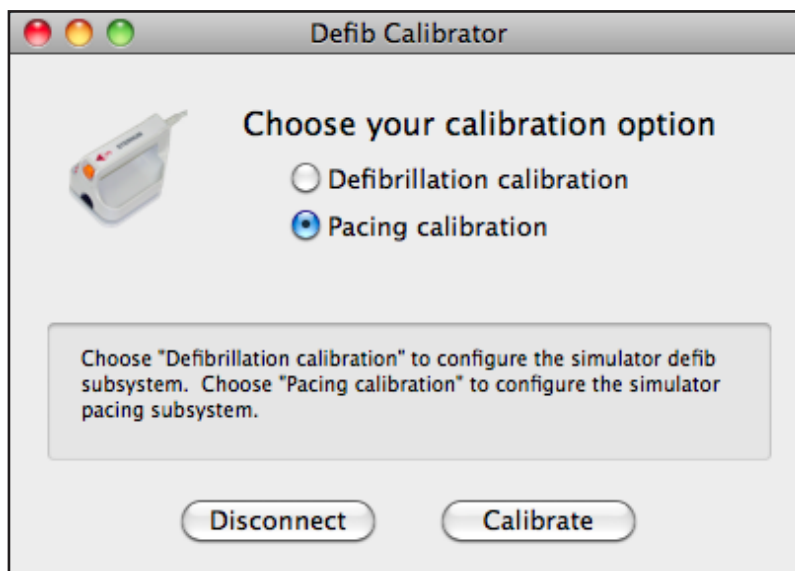 Defib Calibrator
Choose your calibration option
Defibrillation calibration
Pacing calibration
Choose "Defibrillation calibration" to configure the simulator defib
subsystem.  Choose "Pacing calibration" to configure the simulator
pacing subsystem.
Disconnect
Calibrate